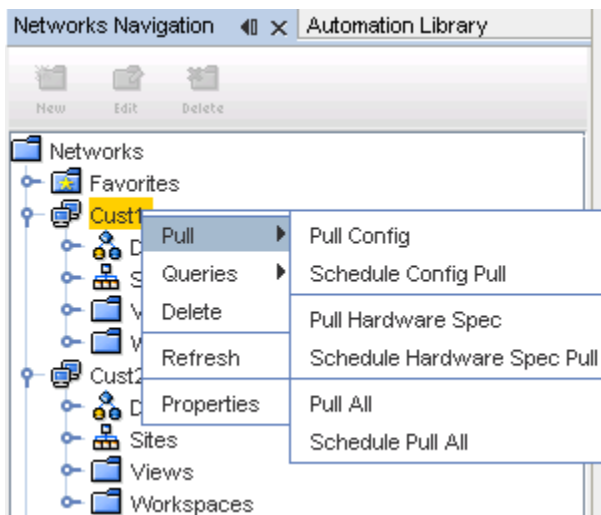 Networks Navigation
Automation Library
New Edit Delete
Networks
Favorites
Cust1
Pull
Pull Config
D
Queries
Schedule Config Pull
S
Delete
Pull Hardware Spec
V
Refresh
Schedule Hardware Spec Pull
W
Cust2
Properties
Pull All
D
Sites
Schedule Pull All
Views
Workspaces